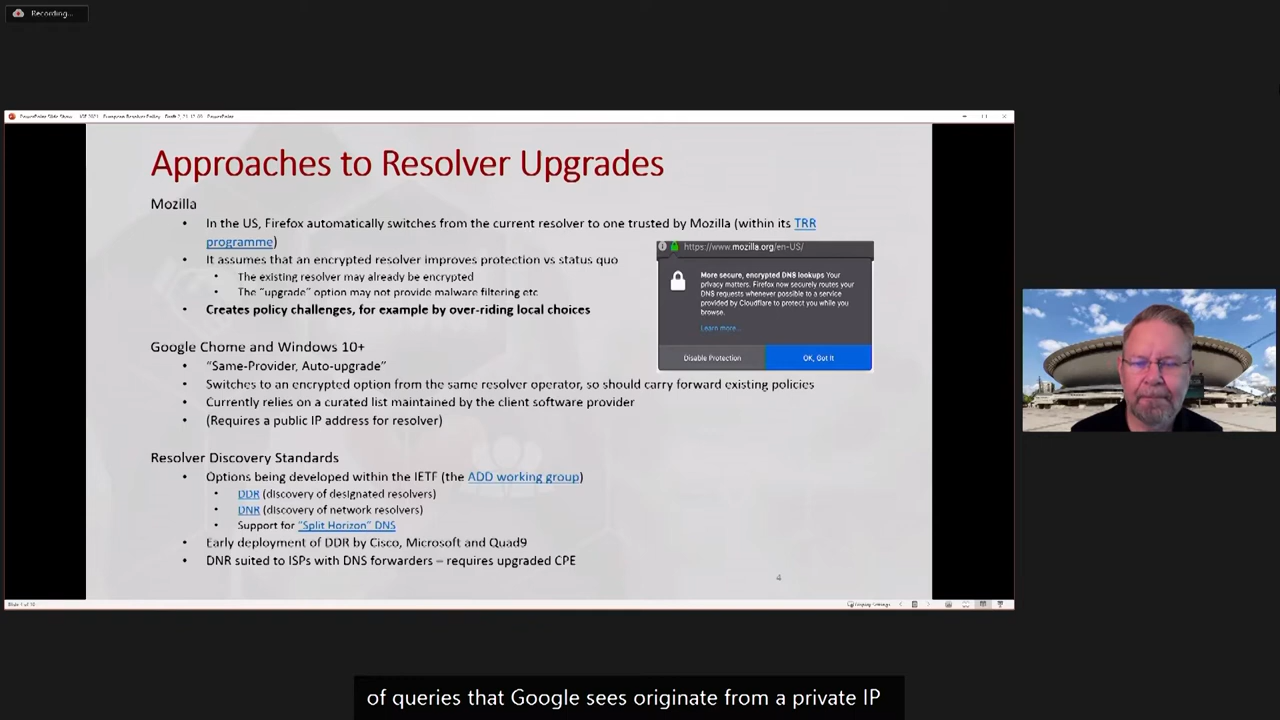 Recording...
PowerPoint Slide Show
Approaches to Resolver Upgrades
Mozilla
• In the US, Firefox automatically switches from the current resolver to one trusted by Mozilla (within its TRR
programme)
• It assumes that an encrypted resolver improves protection vs status quo
• The existing resolver may already be encrypted
• The "upgrade" option may not provide malware filtering etc
• Creates policy challenges, for example by over-riding local choices
https://www.mozilla.org/en-US/
More secure, encrypted DNS lookups Your
privacy matters. Firefox now securely routes your
DNS requests whenever possible to a service
provided by Cloudflare to protect you while you
browse.
Learn more...
Disable Protection
OK, Got It
Google Chome and Windows 10+
• "Same-Provider, Auto-upgrade"
• Switches to an encrypted option from the same resolver operator, so should carry forward existing policies
• Currently relies on a curated list maintained by the client software provider
• (Requires a public IP address for resolver)
Resolver Discovery Standards
• Options being developed within the IETF (the ADD working group)
• DDR (discovery of designated resolvers)
• DNR (discovery of network resolvers)
• Support for "Split Horizon" DNS
• Early deployment of DDR by Cisco, Microsoft and Quad9
• DNR suited to ISPs with DNS forwarders – requires upgraded CPE
4
Display Settings
of queries that Google sees originate from a private IP